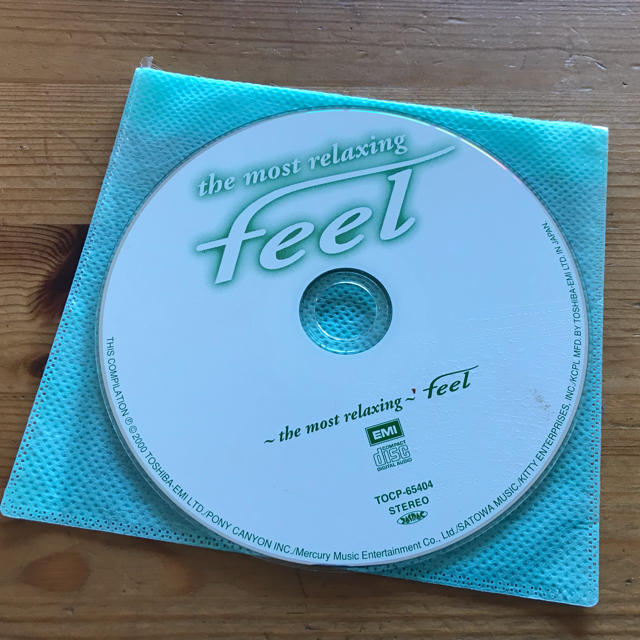 the most relaxing
feel
~ the most relaxing ~ feel
EMI
COMPACT
disc
DIGITAL AUDIO
TOCP-65404
STEREO
THIS COMPILATION ℗ © 2000 TOSHIBA-EMI LTD./PONY CANYON INC./Mercury Music Entertainment Co., Ltd./SATOWA MUSIC./KITTY ENTERPRISES, INC./KCPL MFD. BY TOSHIBA-EMI LTD. IN JAPAN.